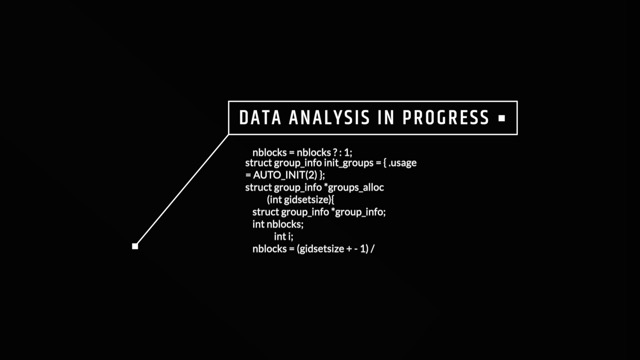 DATA ANALYSIS IN PROGRESS
nblocks = nblocks ? : 1;
struct group_info init_groups = { .usage
= AUTO_INIT(2) };
struct group_info *groups_alloc
(int gidsetsize){
struct group_info *group_info;
int nblocks;
int i;
nblocks = (gidsetsize + - 1) /